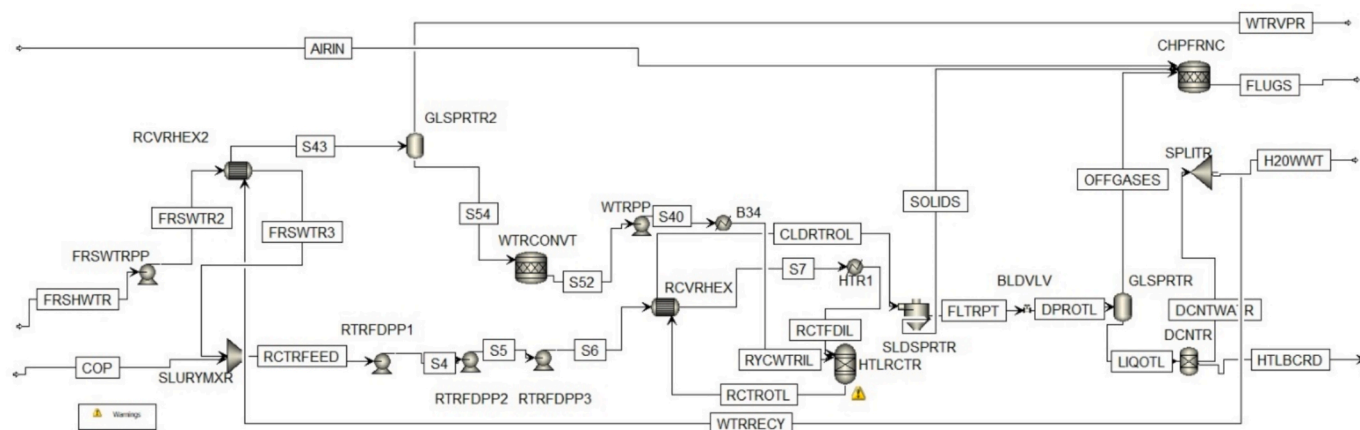 WTRVPR
AIRIN
CHPFRNC
FLUGS
GLSPRTR2
RCVRHEX2
S43
SPLITR
H20WWT
OFFGASES
SOLIDS
FRSWTR2
S54
WTRPP
S40
B34
FRSWTR3
CLDRTROL
FRSWTRPP
WTRCONVT
S7
S52
RCVRHEX
HTR1
BLDVLV
GLSPRTR
FRSHWTR
FLTRPT
DPROTL
DCNTWATR
RCTFDIL
SLDSPRTR
DCNTR
RTRFDPP1
RCTRFEED
S4
S5
S6
RYCWTRIL
HTLRCTR
LIQOTL
HTLBCRD
COP
SLURYMXR
RTRFDPP2
RTRFDPP3
RCTROTL
WTRRECY
Warnings